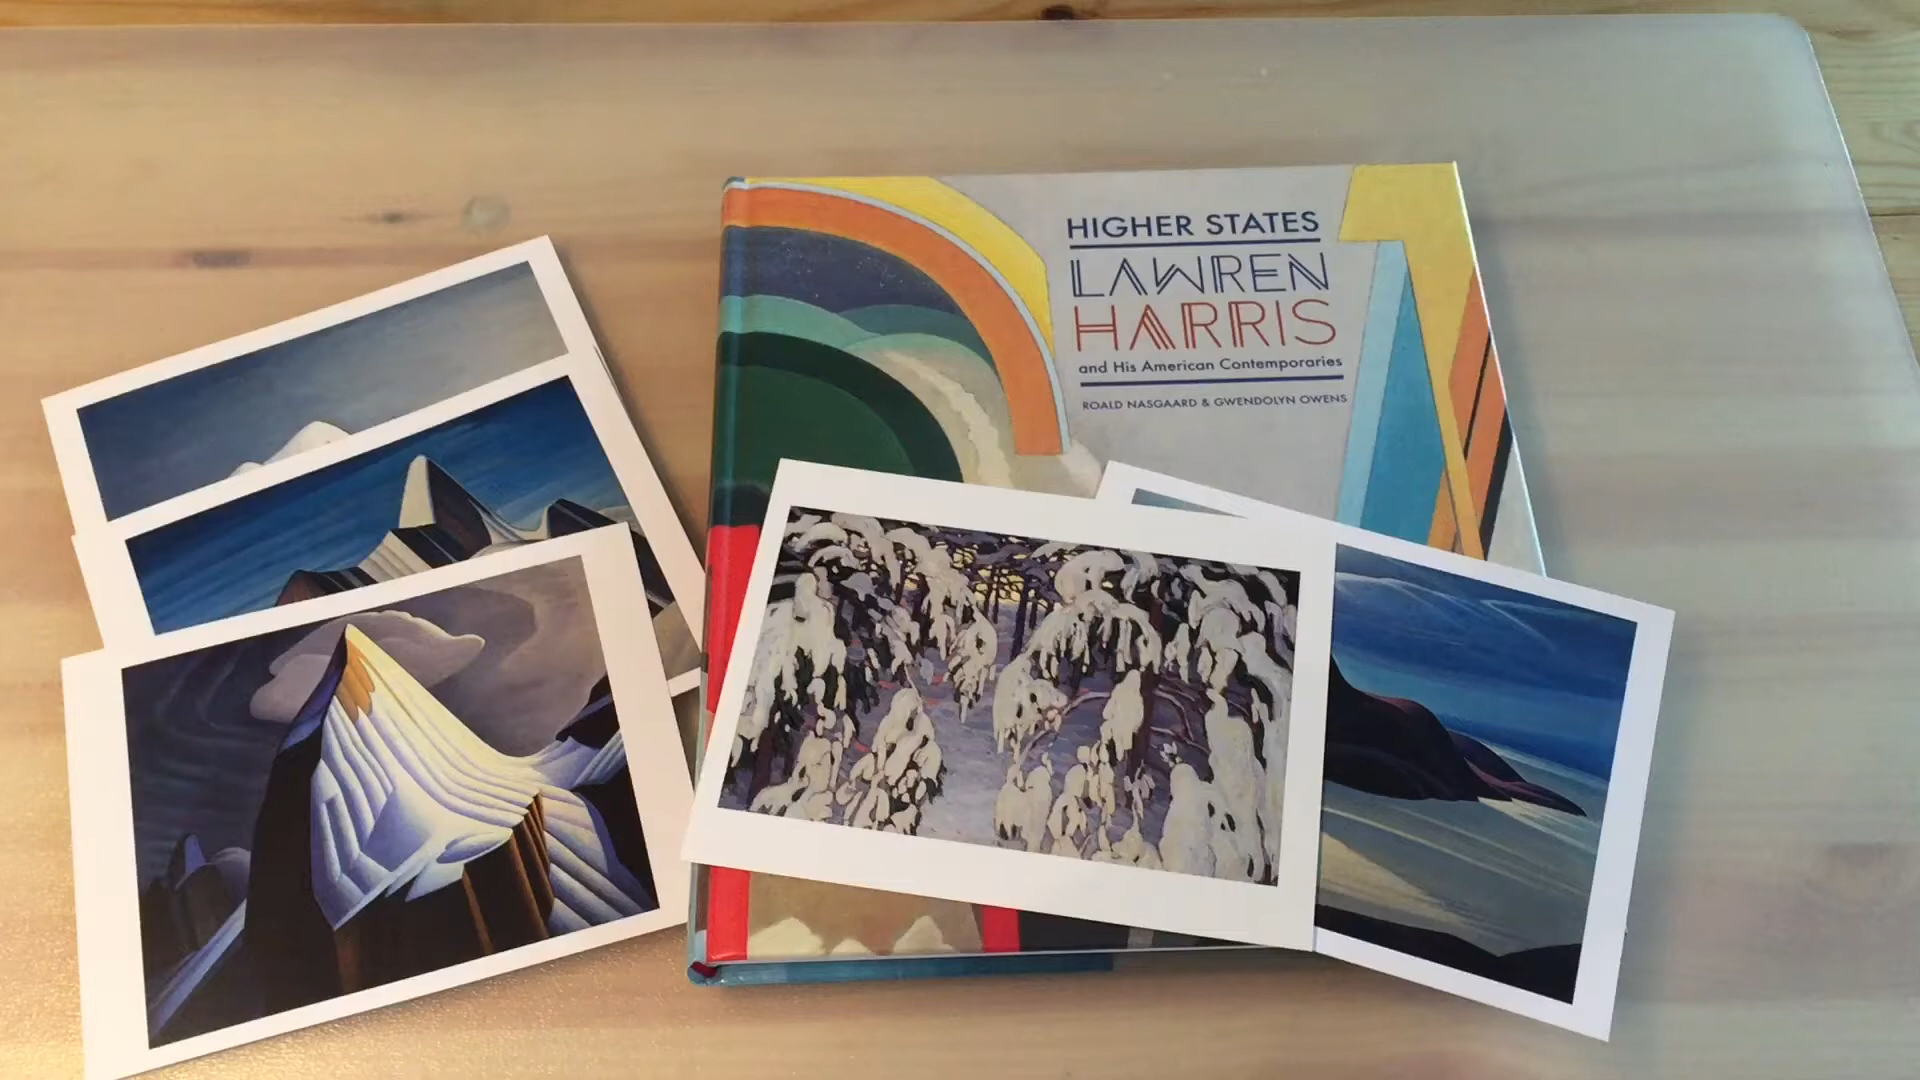 HIGHER STATES
LAWREN
HARRIS
and His American Contemporaries
ROALD NASGAARD & GWENDOLYN OWENS